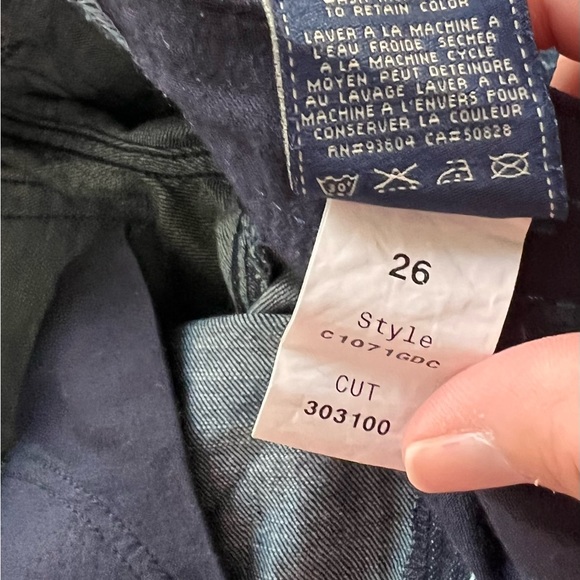 TO RETAIN COLOR
LAVER A LA MACHINE A
L'EAU FROIDE SECHER
A LA MACHINE CYCLE
MOYEN PEUT DETEINDRE
AU LAVAGE LAVER A LA
MACHINE A L'ENVERS POUR
CONSERVER LA COULEUR
RN#93604 CA#50828
30°
26
Style
C1071GDC
CUT
303100